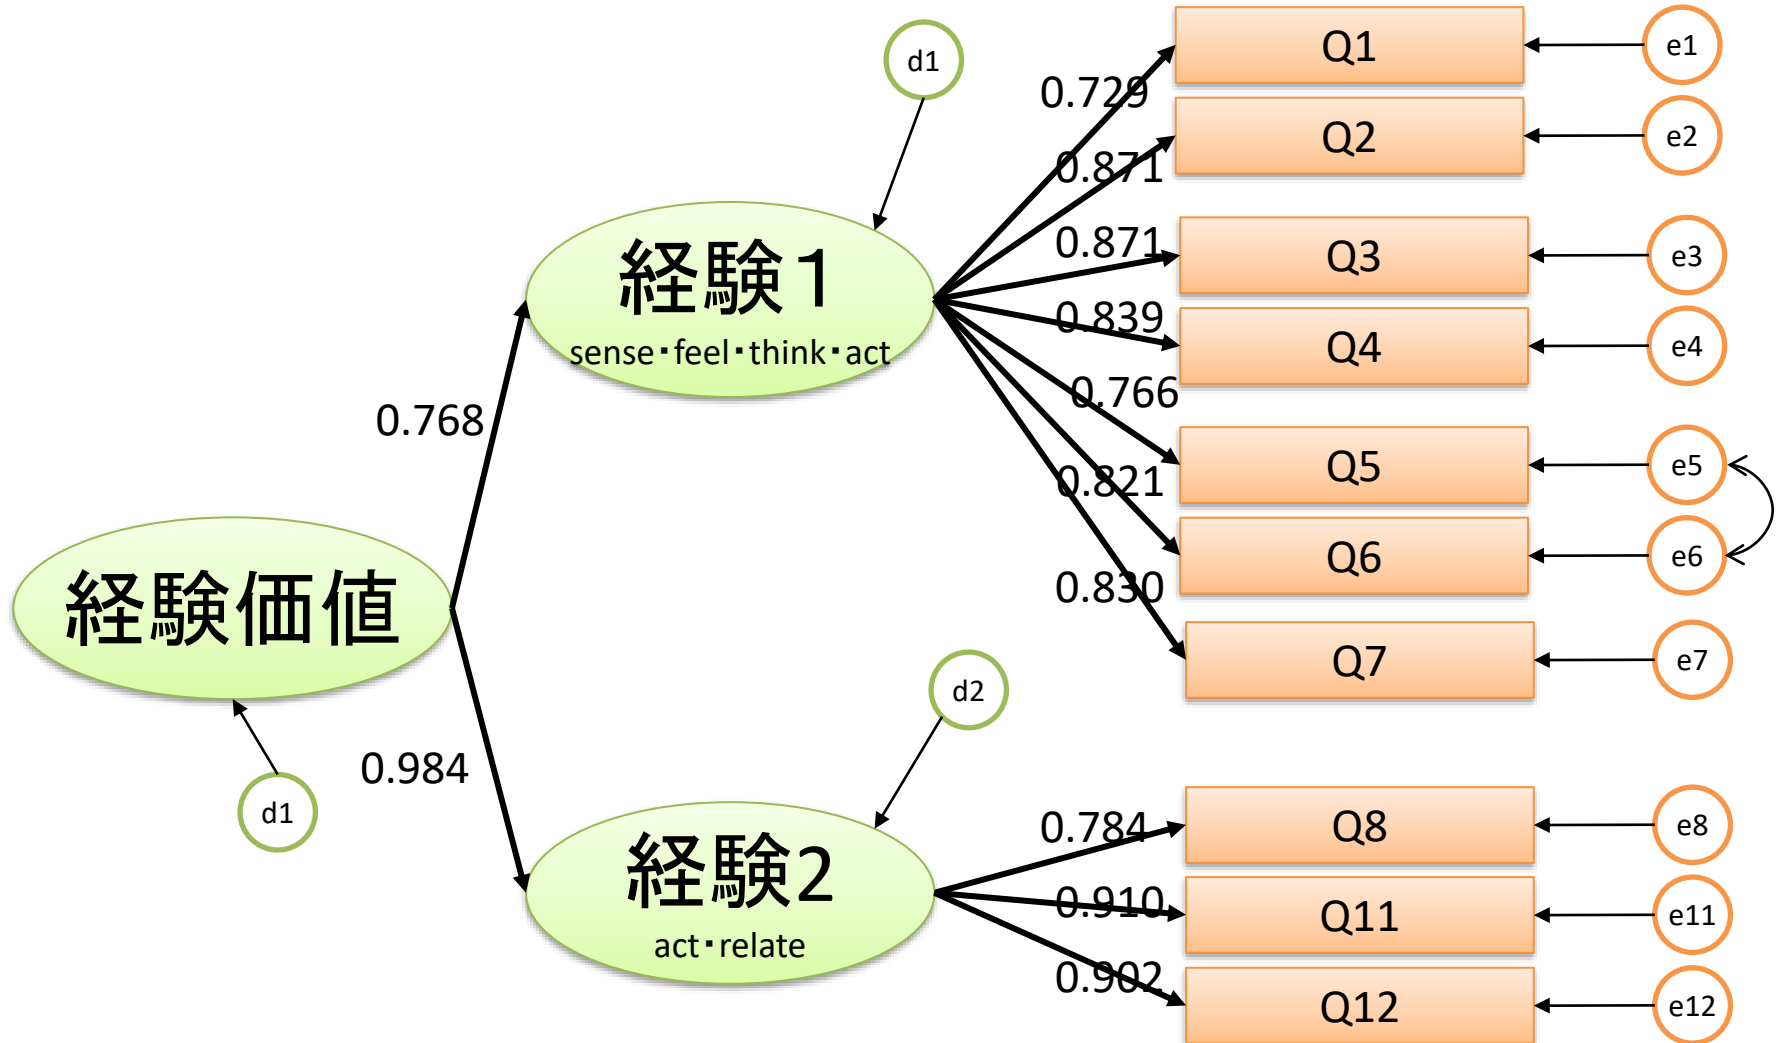 d1
0.729
Q1
e1
0.871
Q2
e2
経験1
sense・feel・think・act
0.871
Q3
e3
0.839
Q4
e4
0.768
0.766
Q5
e5
0.821
Q6
e6
経験価値
0.830
Q7
e7
d2
0.984
d1
経験2
act・relate
0.784
Q8
e8
0.910
Q11
e11
0.902
Q12
e12